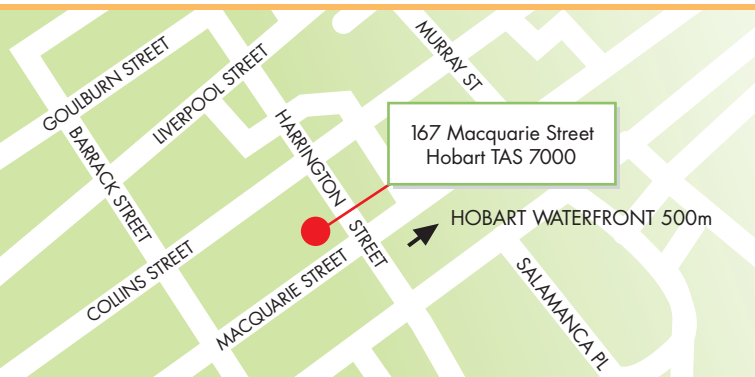 GOULBURN STREET
LIVERPOOL STREET
MURRAY ST
BARRACK STREET
HARRINGTON STREET
167 Macquarie Street
Hobart TAS 7000
HOBART WATERFRONT 500m
COLLINS STREET
MACQUARIE STREET
SALAMANCA PL